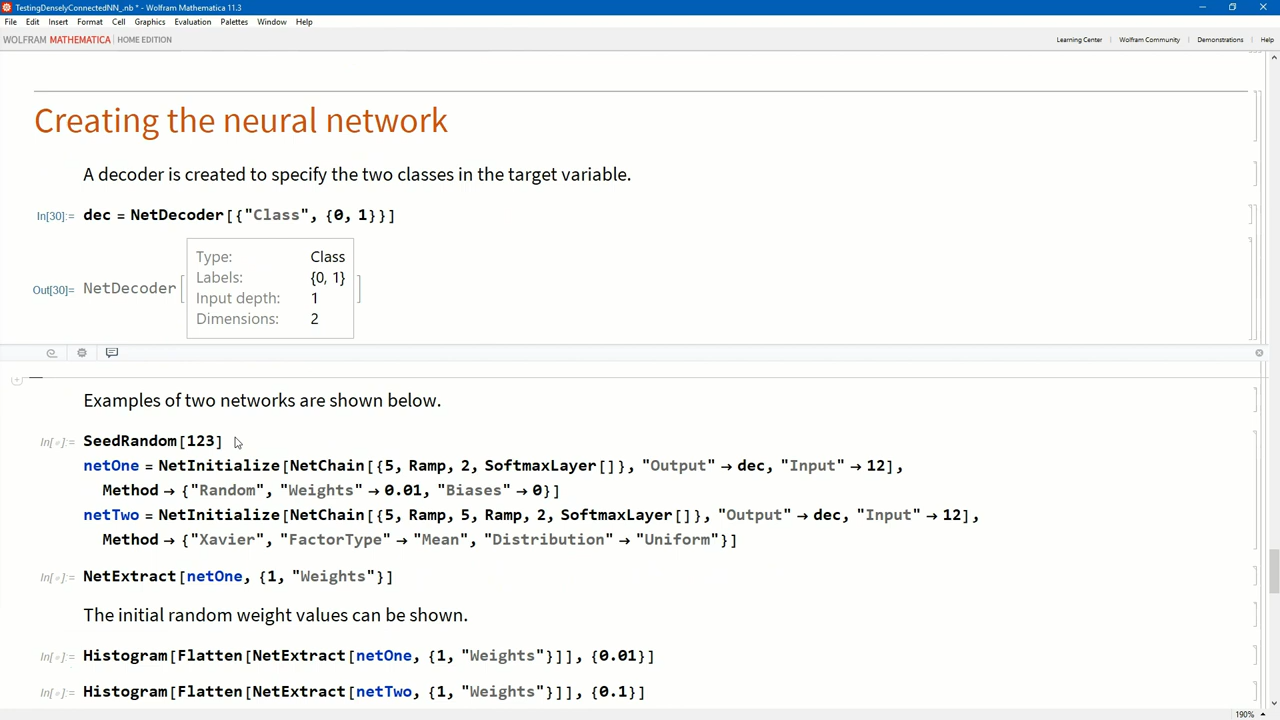 TestingDenselyConnectedNN_.nb * - Wolfram Mathematica 11.3
File Edit Insert Format Cell Graphics Evaluation Palettes Window Help
WOLFRAM MATHEMATICA HOME EDITION Learning Center Wolfram Community Demonstrations Help
Creating the neural network
A decoder is created to specify the two classes in the target variable.
In[30]:= dec = NetDecoder[{"Class", {0, 1}}]
Type: Class
Labels: {0, 1}
Out[30]= NetDecoder[ ]
Input depth: 1
Dimensions: 2
Examples of two networks are shown below.
In[∘]:= SeedRandom[123]
netOne = NetInitialize[NetChain[{5, Ramp, 2, SoftmaxLayer[]}, "Output" → dec, "Input" → 12],
Method → {"Random", "Weights" → 0.01, "Biases" → 0}]
netTwo = NetInitialize[NetChain[{5, Ramp, 5, Ramp, 2, SoftmaxLayer[]}, "Output" → dec, "Input" → 12],
Method → {"Xavier", "FactorType" → "Mean", "Distribution" → "Uniform"}]
In[∘]:= NetExtract[netOne, {1, "Weights"}]
The initial random weight values can be shown.
In[∘]:= Histogram[Flatten[NetExtract[netOne, {1, "Weights"}]], {0.01}]
In[∘]:= Histogram[Flatten[NetExtract[netTwo, {1, "Weights"}]], {0.1}]
190%